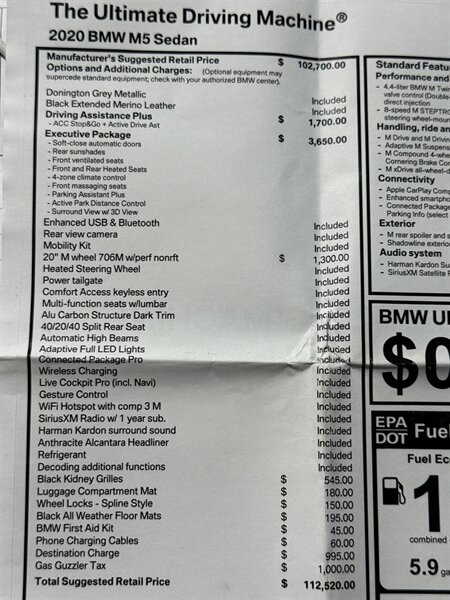 The Ultimate Driving Machine®
2020 BMW M5 Sedan
Manufacturer's Suggested Retail Price $ 102,700.00
Options and Additional Charges: (Optional equipment may
supercede standard equipment; check with your authorized BMW center).
Donington Grey Metallic Included
Black Extended Merino Leather Included
Driving Assistance Plus $ 1,700.00
- ACC Stop&Go + Active Drive Ast
Executive Package $ 3,650.00
- Soft-close automatic doors
- Rear sunshades
- Front ventilated seats
- Front and Rear Heated Seats
- 4-zone climate control
- Front massaging seats
- Parking Assistant Plus
- Active Park Distance Control
- Surround View w/ 3D View
Enhanced USB & Bluetooth Included
Rear view camera Included
Mobility Kit Included
20" M wheel 706M w/perf nonrft $ 1,300.00
Heated Steering Wheel Included
Power tailgate Included
Comfort Access keyless entry Included
Multi-function seats w/lumbar Included
Alu Carbon Structure Dark Trim Included
40/20/40 Split Rear Seat Included
Automatic High Beams Included
Adaptive Full LED Lights Included
Connected Package Pro Included
Wireless Charging Included
Live Cockpit Pro (incl. Navi) Included
Gesture Control Included
WiFi Hotspot with comp 3 M Included
SiriusXM Radio w/ 1 year sub. Included
Harman Kardon surround sound Included
Anthracite Alcantara Headliner Included
Refrigerant Included
Decoding additional functions Included
Black Kidney Grilles $ 545.00
Luggage Compartment Mat $ 180.00
Wheel Locks - Spline Style $ 150.00
Black All Weather Floor Mats $ 195.00
BMW First Aid Kit $ 45.00
Phone Charging Cables $ 60.00
Destination Charge $ 995.00
Gas Guzzler Tax $ 1,000.00
Total Suggested Retail Price $ 112,520.00
Standard Featu
Performance and
- 4.4-liter BMW M Twin
valve control (Double-
direct injection
- 8-speed M STEPTRO
steering wheel-moun
Handling, ride an
- M Drive and M Drivin
- Adaptive M Suspens
- M Compound 4-whe
Cornering Brake Co
- M xDrive all-wheel-d
Connectivity
- Apple CarPlay Comp
- Enhanced smartpho
- Connected Package
Parking Info (select
Exterior
- M rear spoiler and s
- Shadowline exterio
Audio system
- Harman Kardon Su
- SiriusXM Satellite R
BMW Ul
$0
EPA
DOT Fuel
Fuel Eco
1
combined
5.9 ga